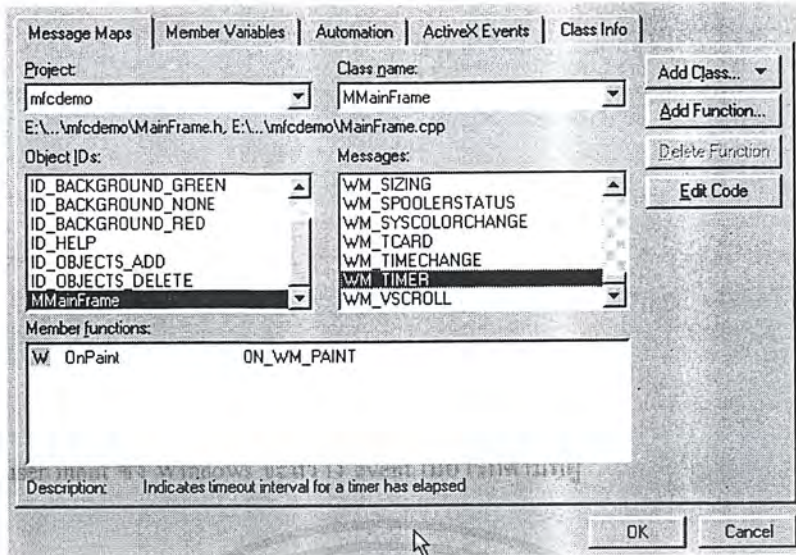 Message Maps Member Variables Automation ActiveX Events Class Info
Project: Class name: Add Class...
mfcdemo MMainFrame Add Function...
E:\...\mfcdemo\MainFrame.h, E:\...\mfcdemo\MainFrame.cpp
Object IDs: Messages: Delete Function
ID_BACKGROUND_GREEN WM_SIZING Edit Code
ID_BACKGROUND_NONE WM_SPOOLERSTATUS
ID_BACKGROUND_RED WM_SYSCOLORCHANGE
ID_HELP WM_TCARD
ID_OBJECTS_ADD WM_TIMECHANGE
ID_OBJECTS_DELETE WM_TIMER
MMainFrame WM_VSCROLL
Member functions:
W OnPaint ON_WM_PAINT
Description: Indicates timeout interval for a timer has elapsed
OK Cancel